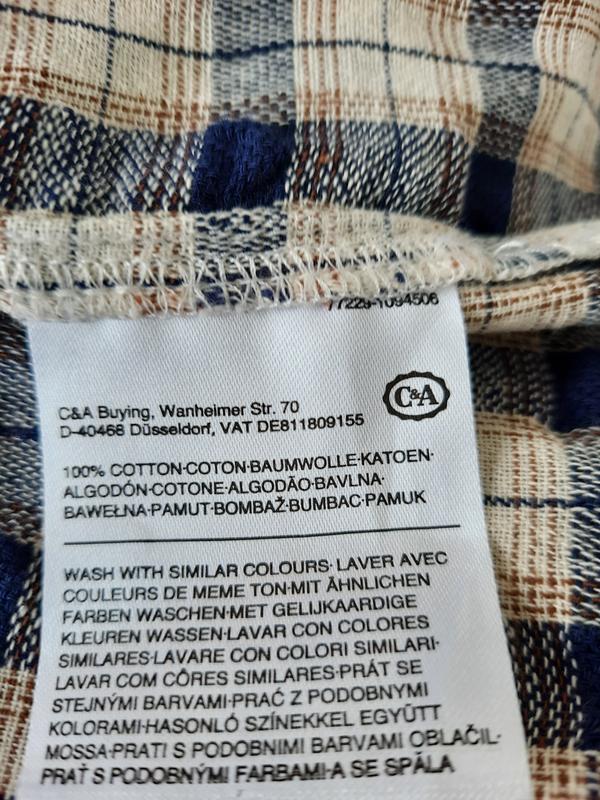 77229-1094506
C&A
C&A Buying, Wanheimer Str. 70
D-40468 Düsseldorf, VAT DE811809155
100% COTTON·COTON·BAUMWOLLE·KATOEN·
ALGODÓN·COTONE·ALGODÃO·BAVLNA·
BAWEŁNA·PAMUT·BOMBAŽ·BUMBAC·PAMUK
WASH WITH SIMILAR COLOURS· LAVER AVEC
COULEURS DE MEME TON·MIT ÄHNLICHEN
FARBEN WASCHEN·MET GELIJKAARDIGE
KLEUREN WASSEN·LAVAR CON COLORES
SIMILARES·LAVARE CON COLORI SIMILARI·
LAVAR COM CÔRES SIMILARES·PRÁT SE
STEJNÝMI BARVAMI·PRAĆ Z PODOBNYMI
KOLORAMI·HASONLÓ SZÍNEKKEL EGYÜTT
MOSSA·PRATI S PODOBNIMI BARVAMI OBLAČIL·
PRAŤ S PODOBNÝMI FARBAMI·A SE SPĂLA